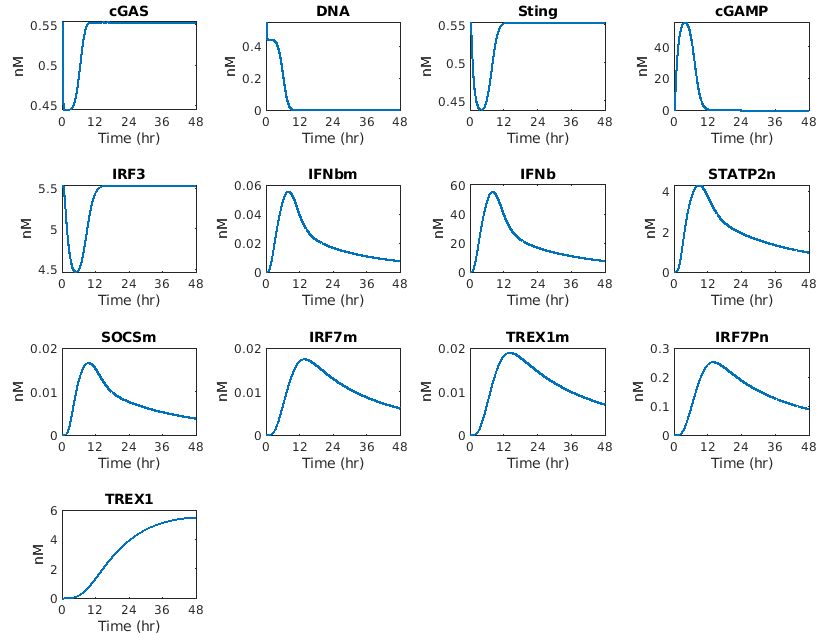 cGAS DNA Sting cGAMP
0.55 0.5 0.45 nM 0 12 24 36 48 Time (hr)
0.4 0.2 0 nM 0 12 24 36 48 Time (hr)
0.55 0.5 0.45 nM 0 12 24 36 48 Time (hr)
40 20 0 nM 0 12 24 36 48 Time (hr)
IRF3 IFNbm IFNb STATP2n
5.5 5 4.5 nM 0 12 24 36 48 Time (hr)
0.06 0.04 0.02 0 nM 0 12 24 36 48 Time (hr)
60 40 20 0 nM 0 12 24 36 48 Time (hr)
4 2 0 nM 0 12 24 36 48 Time (hr)
SOCSm IRF7m TREX1m IRF7Pn
0.02 0.01 0 nM 0 12 24 36 48 Time (hr)
0.02 0.01 0 nM 0 12 24 36 48 Time (hr)
0.02 0.01 0 nM 0 12 24 36 48 Time (hr)
0.3 0.2 0.1 0 nM 0 12 24 36 48 Time (hr)
TREX1
6 4 2 0 nM 0 12 24 36 48 Time (hr)